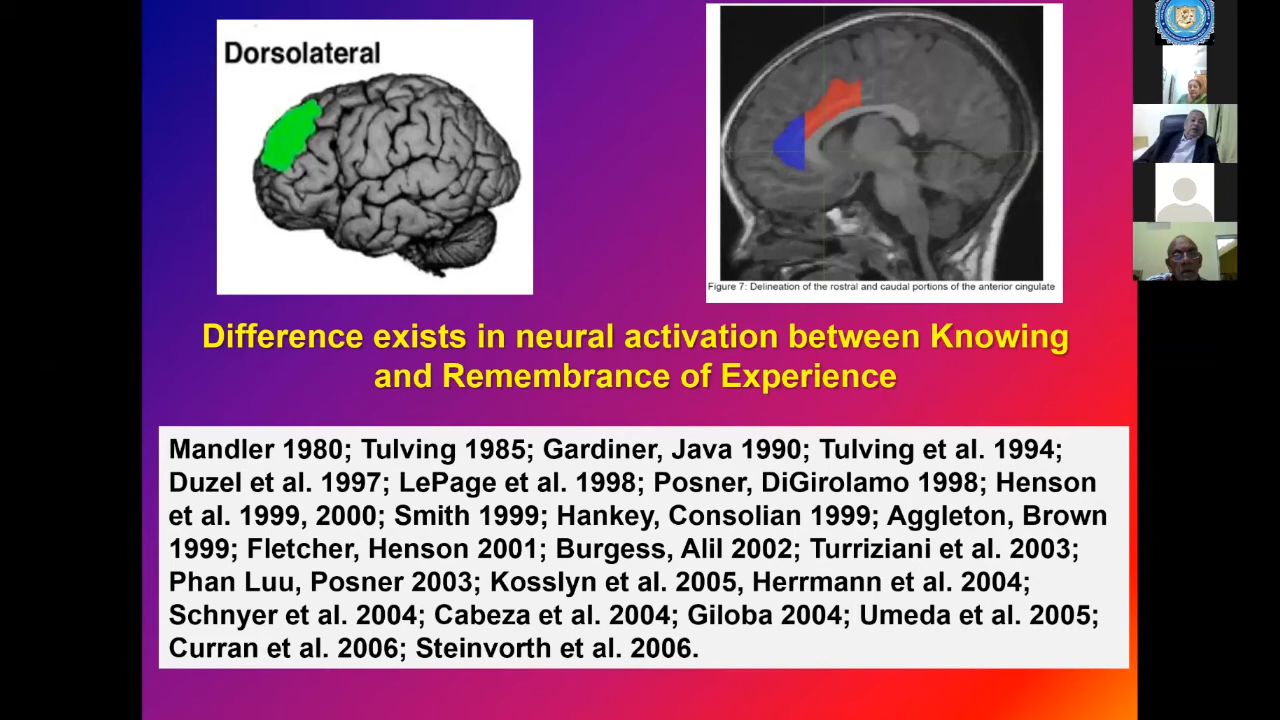 Dorsolateral
Figure 7: Delineation of the rostral and caudal portions of the anterior cingulate
Difference exists in neural activation between Knowing
and Remembrance of Experience
Mandler 1980; Tulving 1985; Gardiner, Java 1990; Tulving et al. 1994;
Duzel et al. 1997; LePage et al. 1998; Posner, DiGirolamo 1998; Henson
et al. 1999, 2000; Smith 1999; Hankey, Consolian 1999; Aggleton, Brown
1999; Fletcher, Henson 2001; Burgess, Alil 2002; Turriziani et al. 2003;
Phan Luu, Posner 2003; Kosslyn et al. 2005, Herrmann et al. 2004;
Schnyer et al. 2004; Cabeza et al. 2004; Giloba 2004; Umeda et al. 2005;
Curran et al. 2006; Steinvorth et al. 2006.